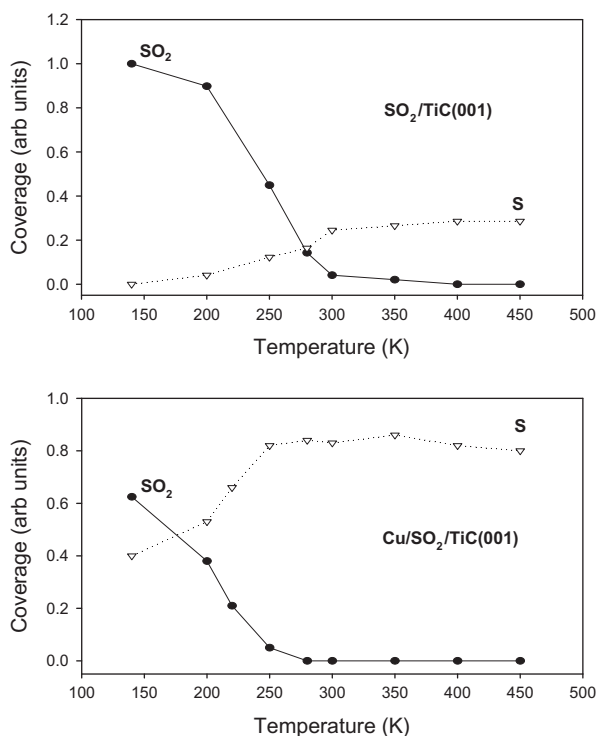 1.2
SO2
1.0
0.8
SO2/TiC(001)
0.6
0.4
S
0.2
0.0
Coverage (arb units)
100 150 200 250 300 350 400 450 500
Temperature (K)
1.0
S
0.8
SO2
0.6
Cu/SO2/TiC(001)
0.4
0.2
0.0
Coverage (arb units)
100 150 200 250 300 350 400 450 500
Temperature (K)